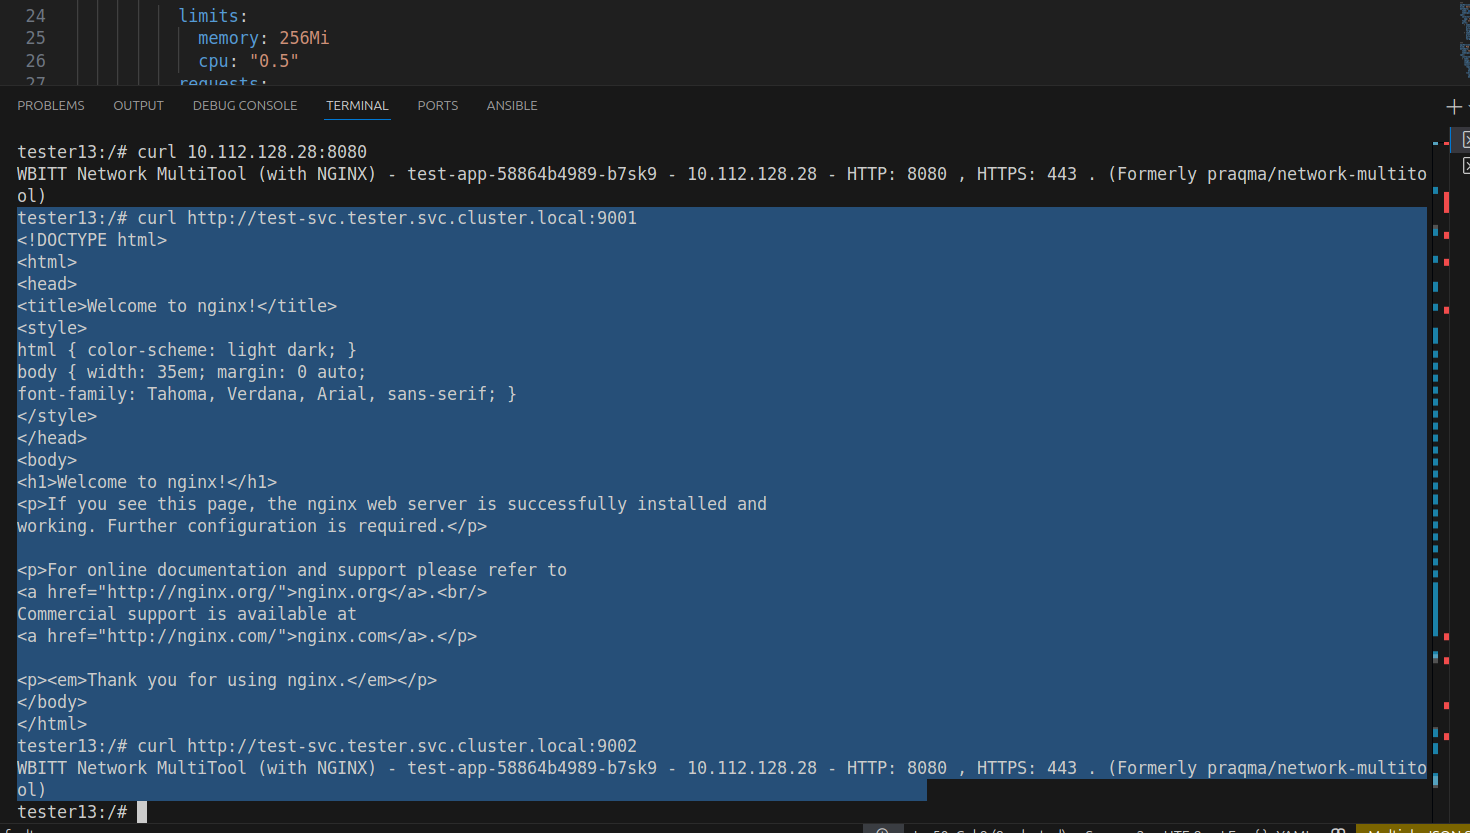 24 limits:
25 memory: 256Mi
26 cpu: "0.5"
27 requests:
PROBLEMS OUTPUT DEBUG CONSOLE TERMINAL PORTS ANSIBLE
tester13:/# curl 10.112.128.28:8080
WBITT Network MultiTool (with NGINX) - test-app-58864b4989-b7sk9 - 10.112.128.28 - HTTP: 8080 , HTTPS: 443 . (Formerly praqma/network-multito
ol)
tester13:/# curl http://test-svc.tester.svc.cluster.local:9001
<!DOCTYPE html>
<html>
<head>
<title>Welcome to nginx!</title>
<style>
html { color-scheme: light dark; }
body { width: 35em; margin: 0 auto;
font-family: Tahoma, Verdana, Arial, sans-serif; }
</style>
</head>
<body>
<h1>Welcome to nginx!</h1>
<p>If you see this page, the nginx web server is successfully installed and
working. Further configuration is required.</p>

<p>For online documentation and support please refer to
<a href="http://nginx.org/">nginx.org</a>.<br/>
Commercial support is available at
<a href="http://nginx.com/">nginx.com</a>.</p>

<p><em>Thank you for using nginx.</em></p>
</body>
</html>
tester13:/# curl http://test-svc.tester.svc.cluster.local:9002
WBITT Network MultiTool (with NGINX) - test-app-58864b4989-b7sk9 - 10.112.128.28 - HTTP: 8080 , HTTPS: 443 . (Formerly praqma/network-multito
ol)
tester13:/#